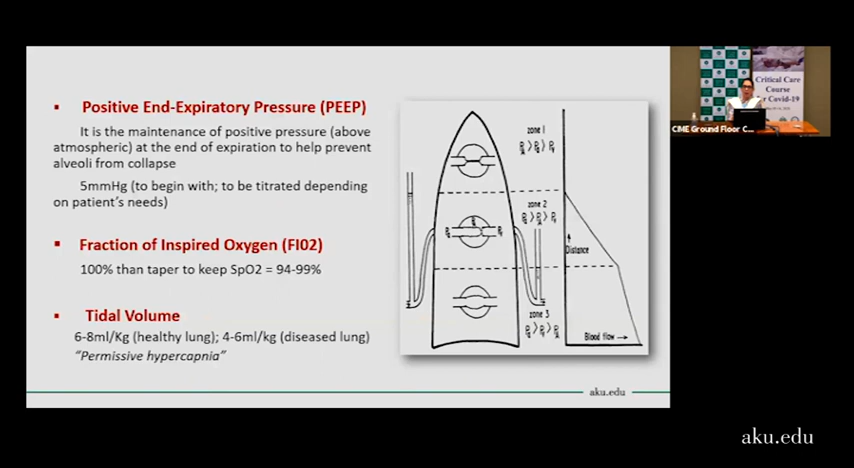 Positive End-Expiratory Pressure (PEEP)
It is the maintenance of positive pressure (above
atmospheric) at the end of expiration to help prevent
alveoli from collapse
5mmHg (to begin with; to be titrated depending
on patient's needs)
Fraction of Inspired Oxygen (FI02)
100% than taper to keep SpO2 = 94-99%
Tidal Volume
6-8ml/Kg (healthy lung); 4-6ml/kg (diseased lung)
"Permissive hypercapnia"
zone 1
zone 2
Distance
zone 3
Blood flow
aku.edu
Critical Care
Course
for Covid-19
CIME Ground Floor C...
aku.edu